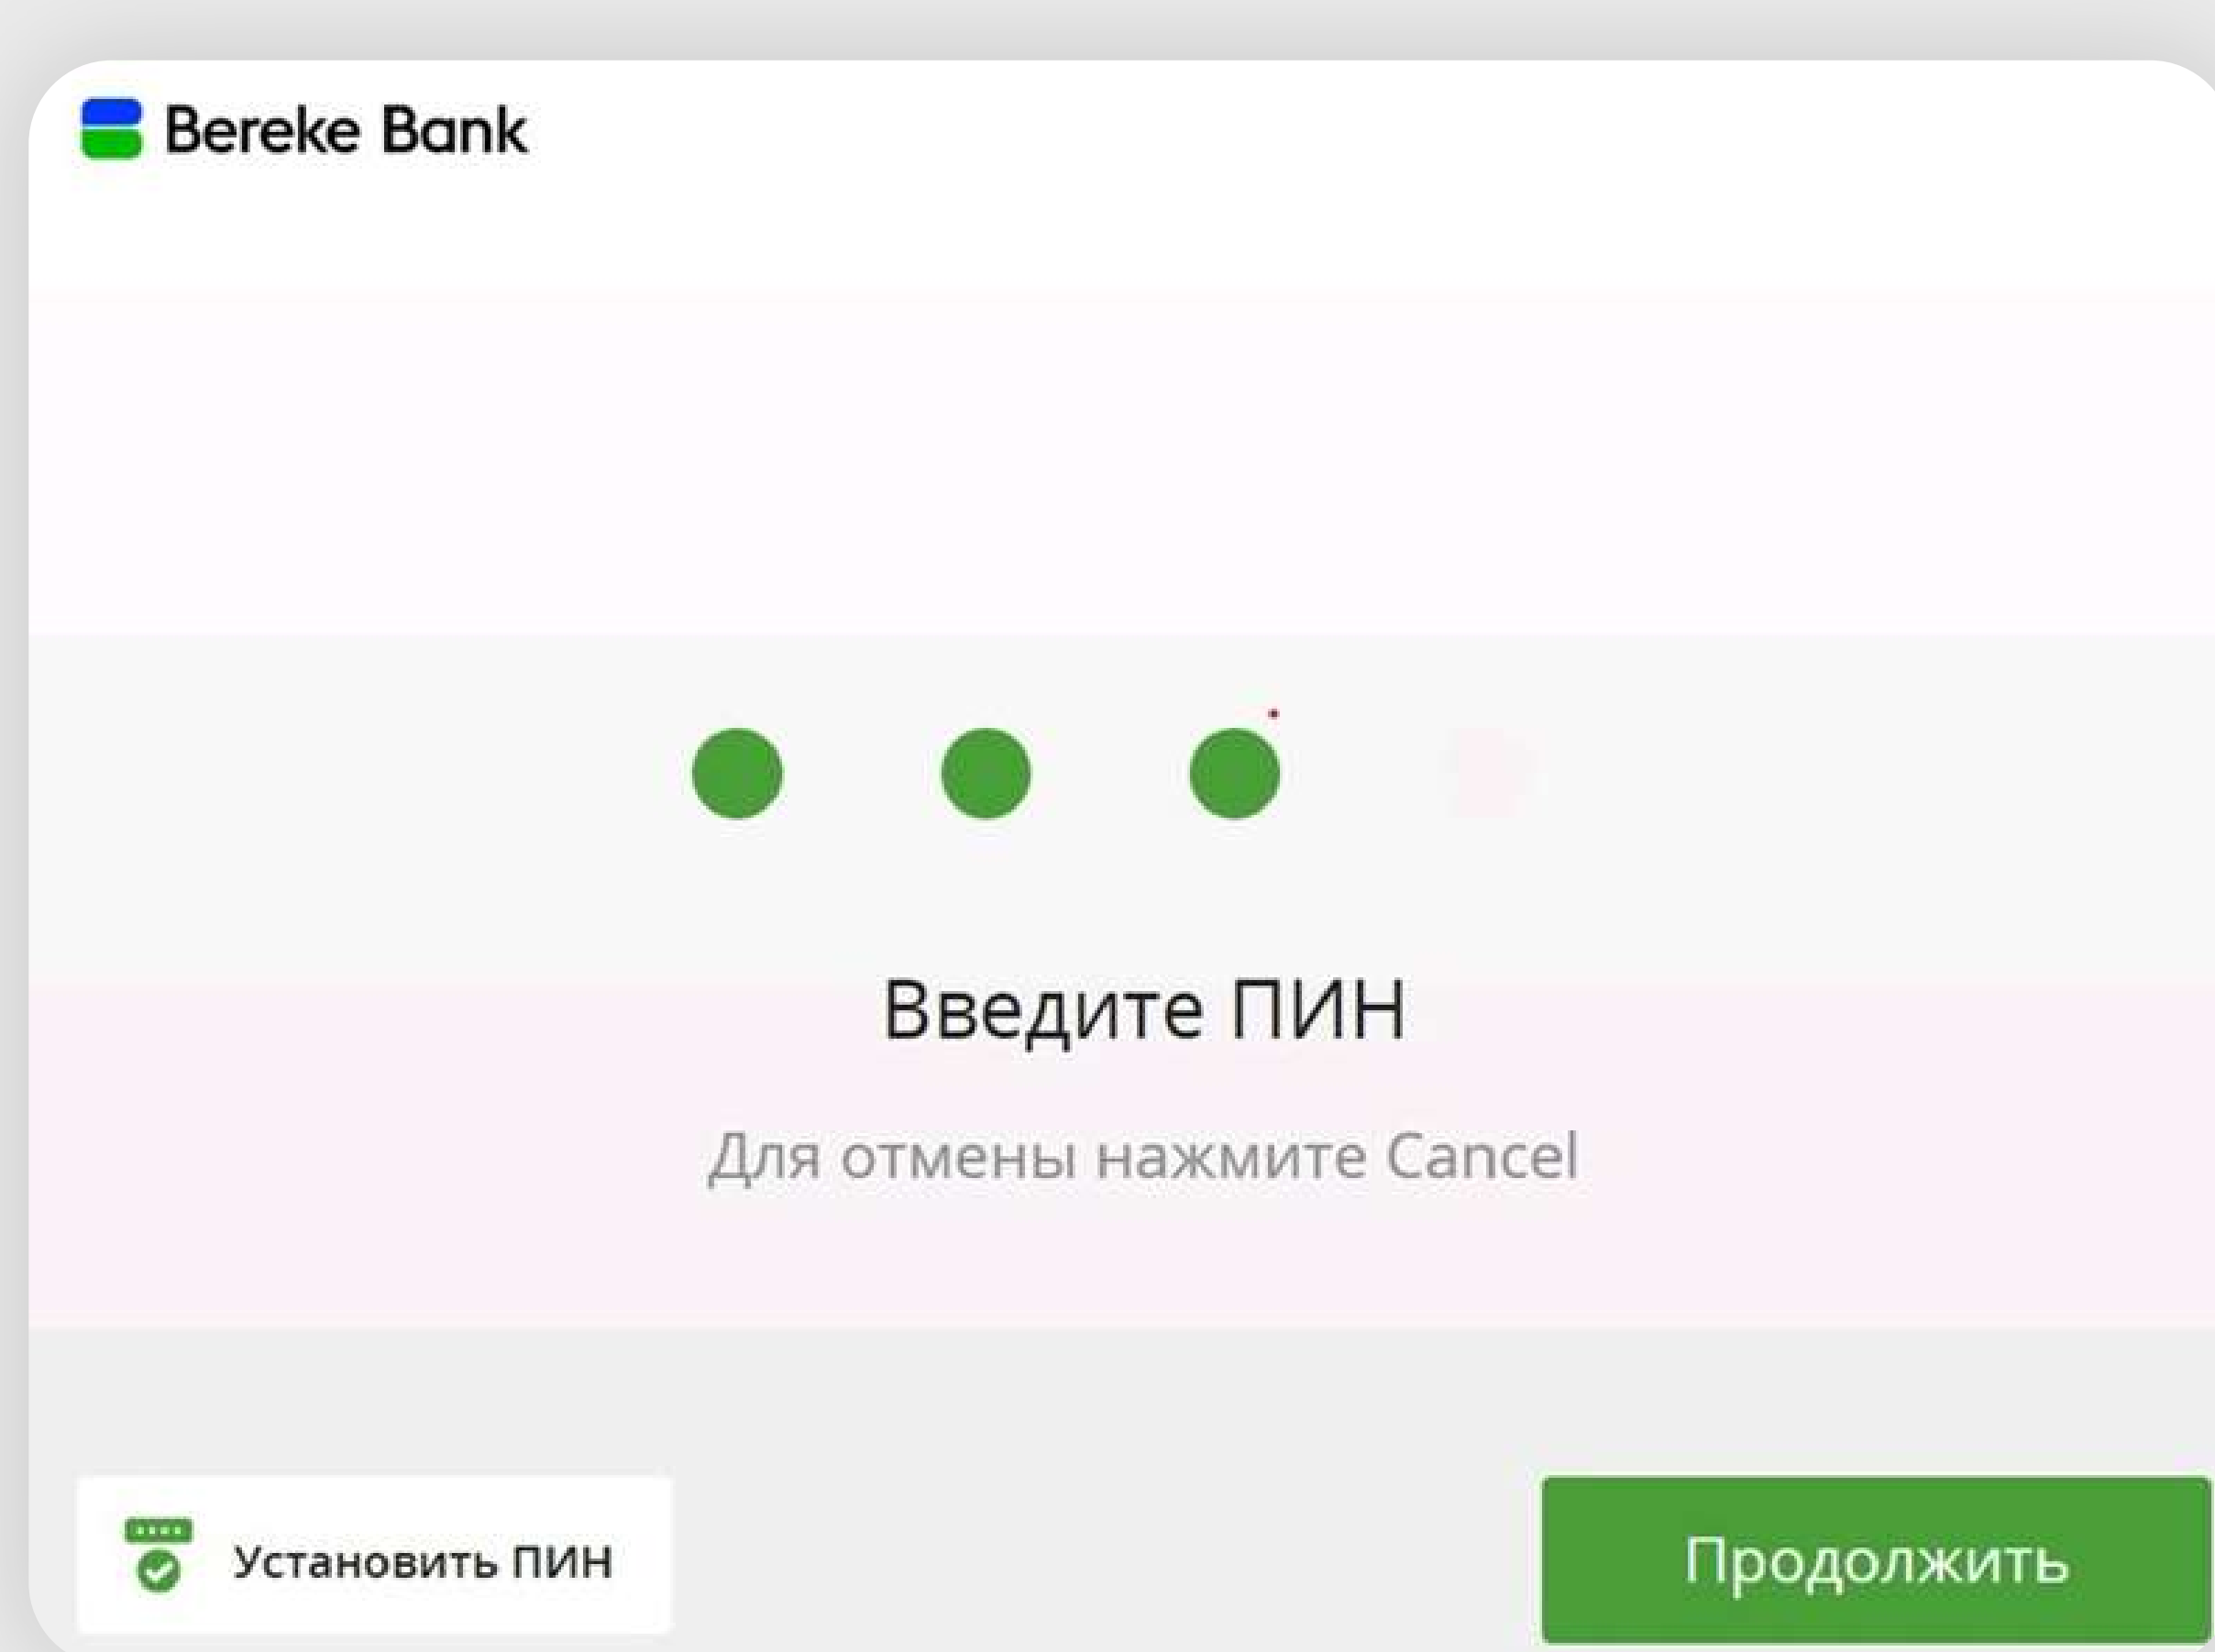 Bereke Bank
Введите ПИН
Для отмены нажмите Cancel
Установить ПИН
Продолжить